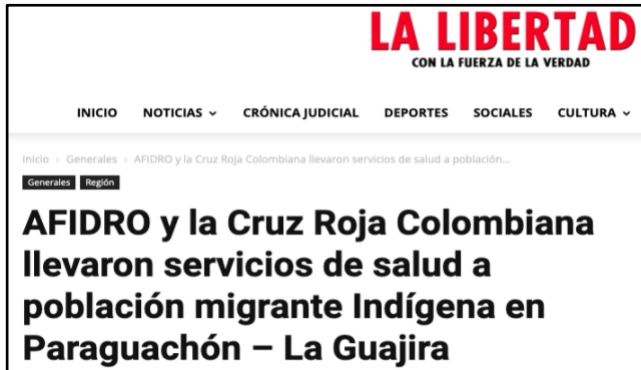 LA LIBERTAD
CON LA FUERZA DE LA VERDAD
INICIO NOTICIAS CRÓNICA JUDICIAL DEPORTES SOCIALES CULTURA
Inicio › Generales › AFIDRO y la Cruz Roja Colombiana llevaron servicios de salud a población...
Generales Región
AFIDRO y la Cruz Roja Colombiana
llevaron servicios de salud a
población migrante Indígena en
Paraguachón – La Guajira